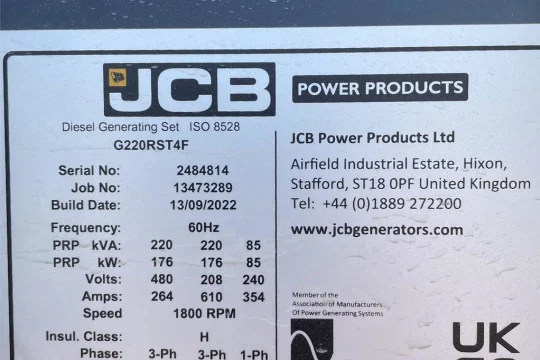 JCB POWER PRODUCTS
Diesel Generating Set ISO 8528
G220RST4F
Serial No: 2484814
Job No: 13473289
Build Date: 13/09/2022
Frequency: 60Hz
PRP kVA: 220 220 85
PRP kW: 176 176 85
Volts: 480 208 240
Amps: 264 610 354
Speed 1800 RPM
Insul. Class: H
Phase: 3-Ph 3-Ph 1-Ph
JCB Power Products Ltd
Airfield Industrial Estate, Hixon,
Stafford, ST18 0PF United Kingdom
Tel: +44 (0)1889 272200
www.jcbgenerators.com
Member of the
Association of Manufacturers
Of Power Generating Systems
UK